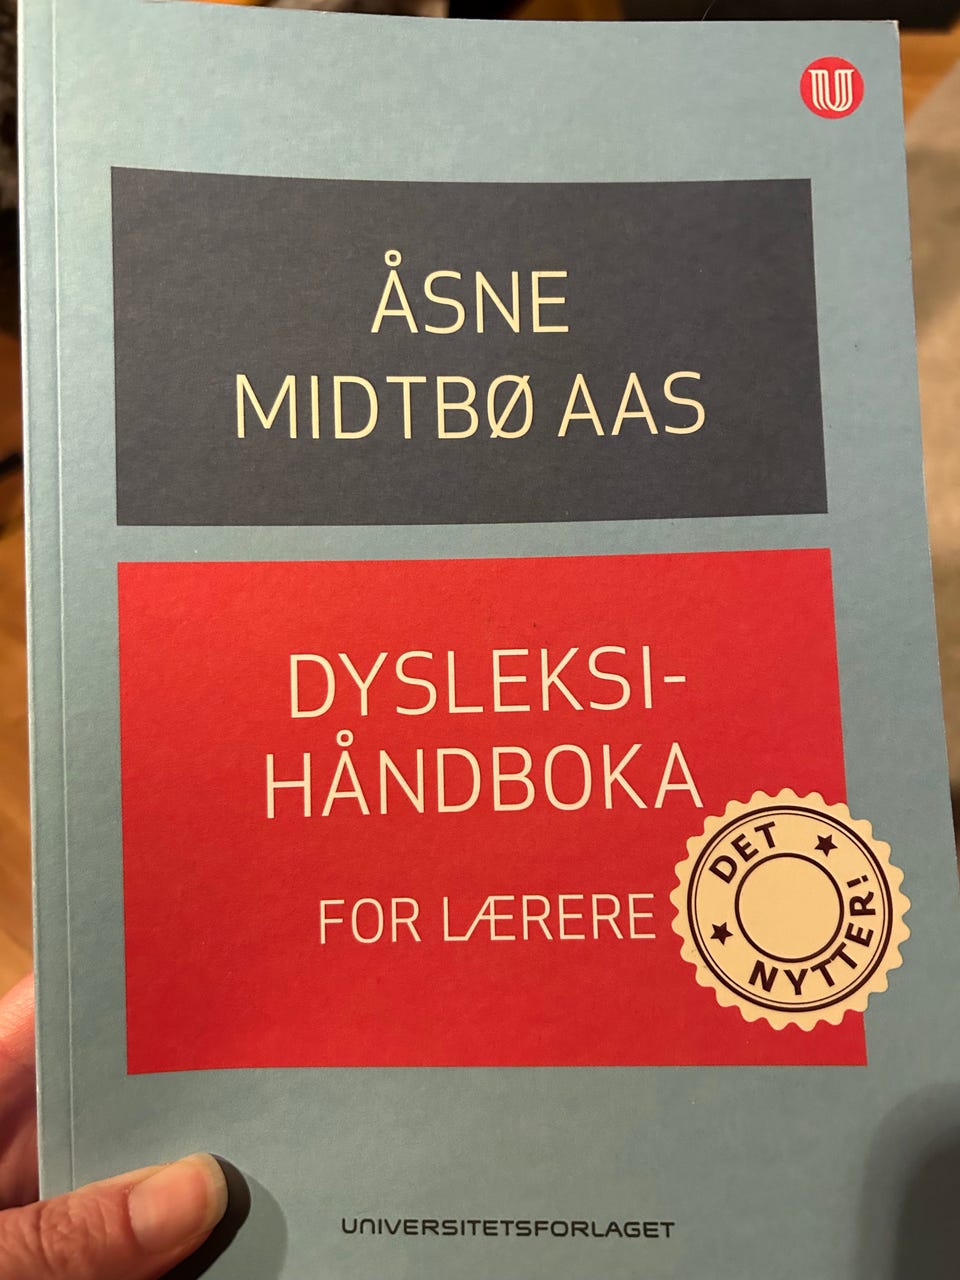 U
ÅSNE
MIDTBØ AAS
DYSLEKSI-
HÅNDBOKA
FOR LÆRERE
DET
NYTTER!
UNIVERSITETSFORLAGET